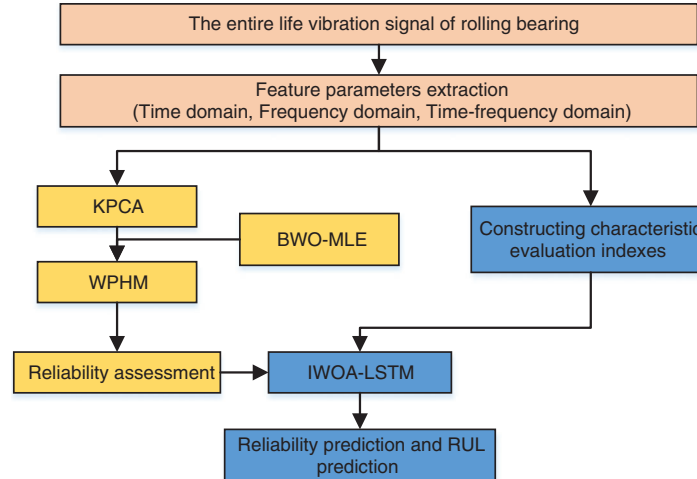 The entire life vibration signal of rolling bearing
Feature parameters extraction
(Time domain, Frequency domain, Time-frequency domain)
KPCA
BWO-MLE
Constructing characteristic
evaluation indexes
WPHM
Reliability assessment
IWOA-LSTM
Reliability prediction and RUL
prediction